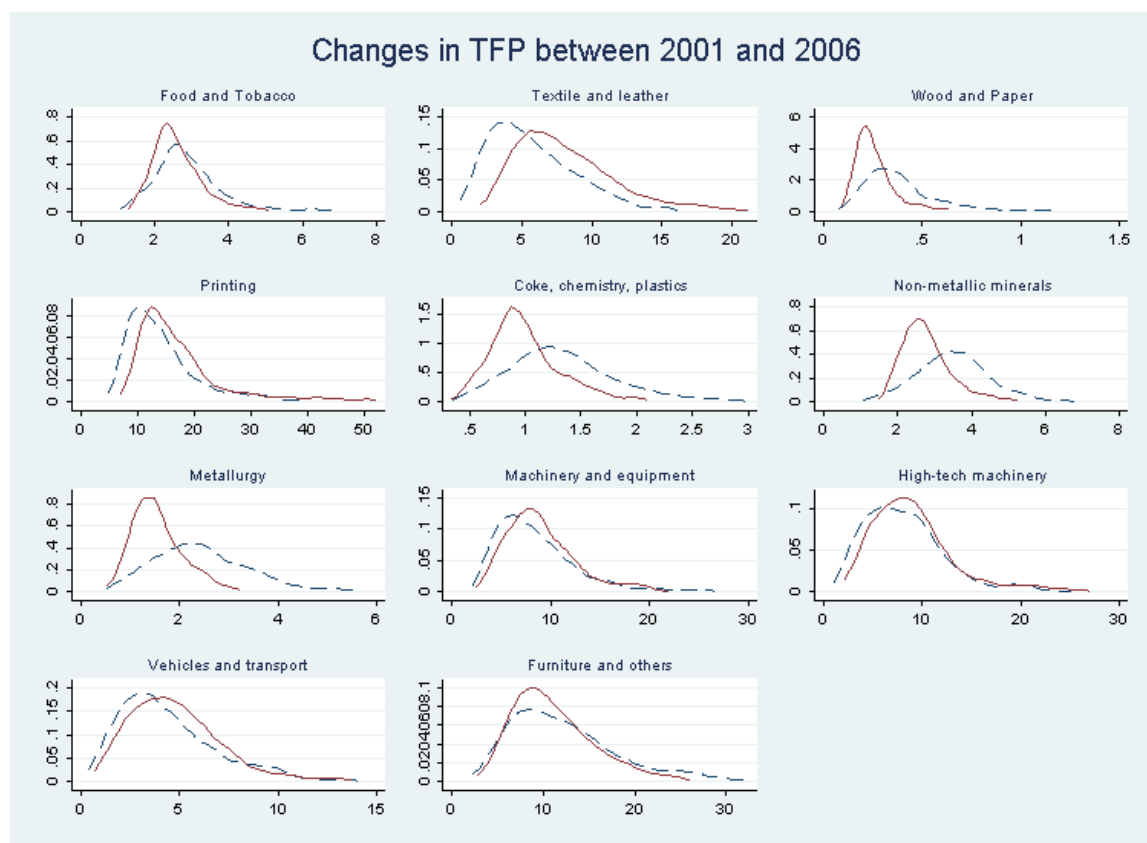 Changes in TFP between 2001 and 2006
Food and Tobacco
0 .2 .4 .6 .8
0 2 4 6 8
Textile and leather
0 .05 .1 .15
0 5 10 15 20
Wood and Paper
0 2 4 6
0 .5 1 1.5
Printing
0 .02.04.06.08
0 10 20 30 40 50
Coke, chemistry, plastics
0 .5 1 1.5
.5 1 1.5 2 2.5 3
Non-metallic minerals
0 .2 .4 .6 .8
0 2 4 6 8
Metallurgy
0 .2 .4 .6 .8
0 2 4 6
Machinery and equipment
0 .05 .1 .15
0 10 20 30
High-tech machinery
0 .05 .1
0 10 20 30
Vehicles and transport
0 .05 .1 .15 .2
0 5 10 15
Furniture and others
0 .02.04.06.08.1
0 10 20 30